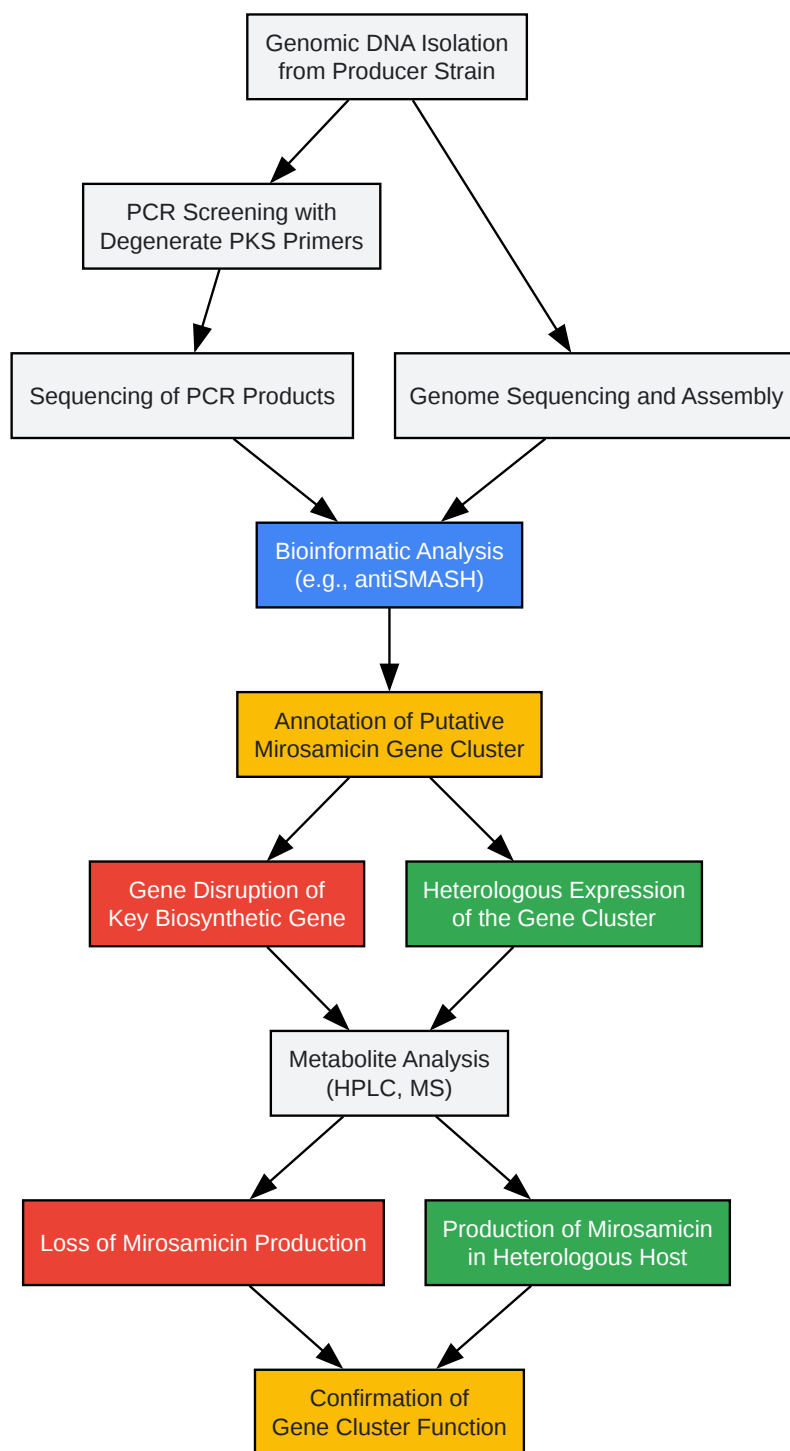 Genomic DNA Isolation
from Producer Strain
PCR Screening with
Degenerate PKS Primers
Sequencing of PCR Products
Genome Sequencing and Assembly
Bioinformatic Analysis
(e.g., antiSMASH)
Annotation of Putative
Mirosamicin Gene Cluster
Gene Disruption of
Key Biosynthetic Gene
Heterologous Expression
of the Gene Cluster
Metabolite Analysis
(HPLC, MS)
Loss of Mirosamicin Production
Production of Mirosamicin
in Heterologous Host
Confirmation of
Gene Cluster Function